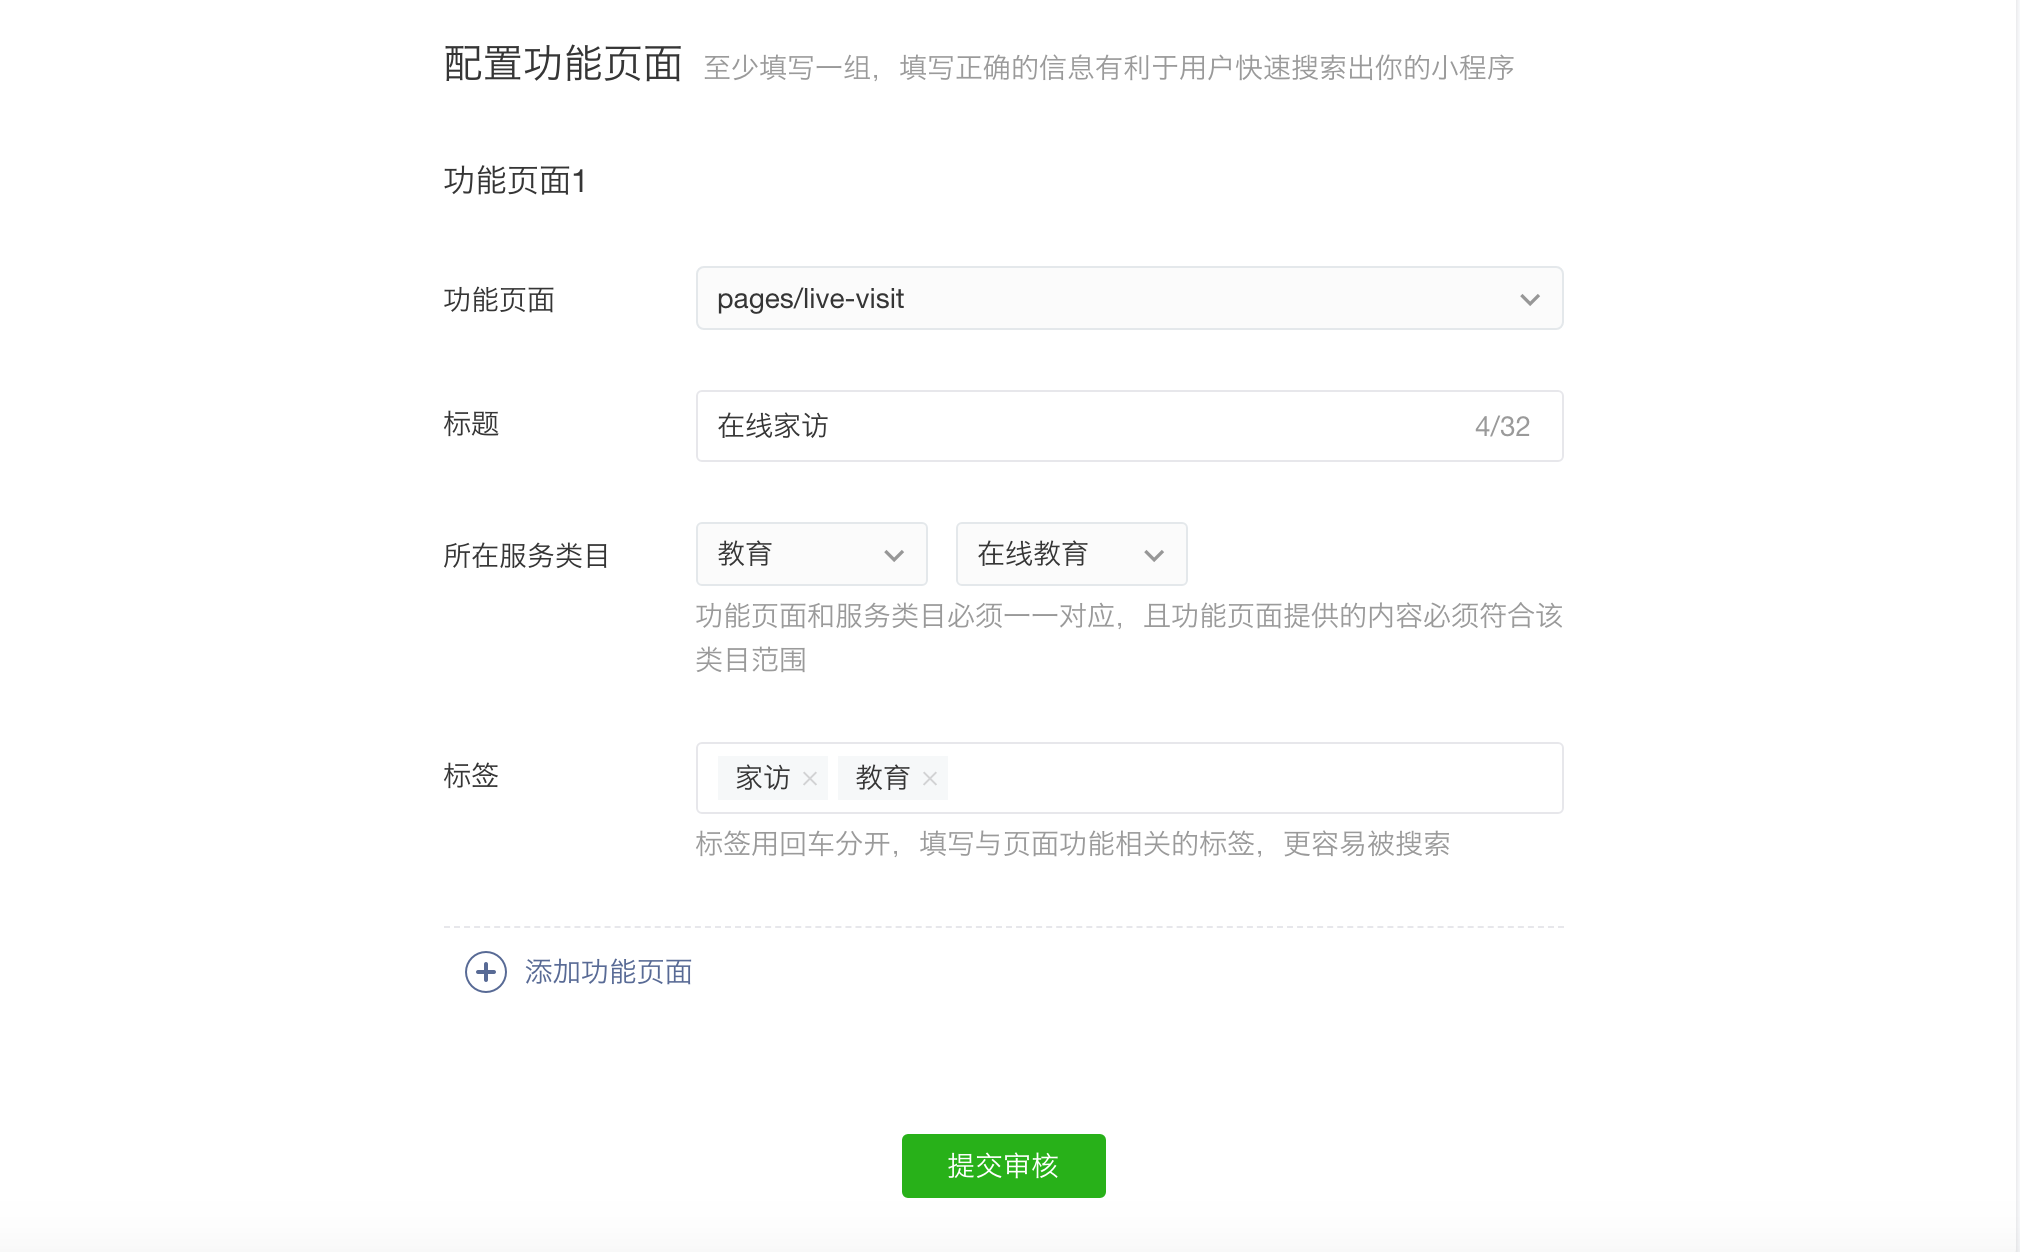 配置功能页面 至少填写一组，填写正确的信息有利于用户快速搜索出你的小程序
功能页面1
功能页面 pages/live-visit
标题 在线家访 4/32
所在服务类目 教育 在线教育
功能页面和服务类目必须一一对应，且功能页面提供的内容必须符合该
类目范围
标签 家访 × 教育 ×
标签用回车分开，填写与页面功能相关的标签，更容易被搜索
添加功能页面
提交审核